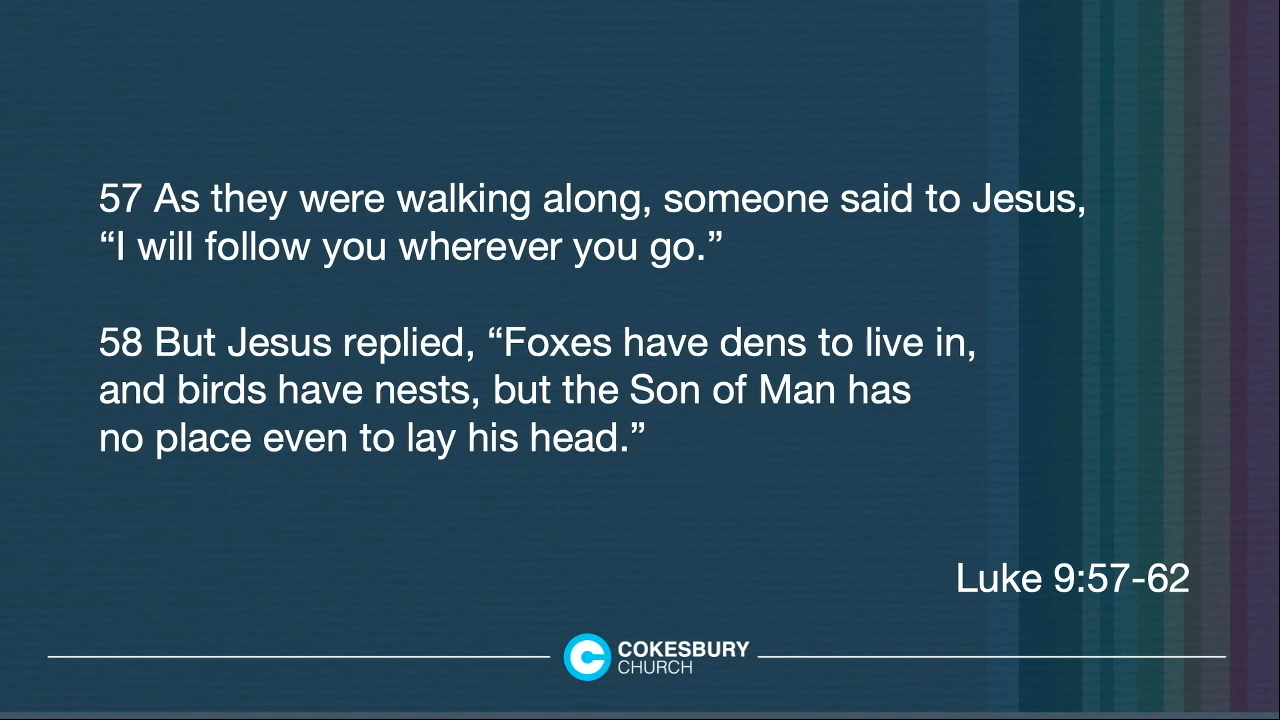 57 As they were walking along, someone said to Jesus,
“I will follow you wherever you go.”
58 But Jesus replied, “Foxes have dens to live in,
and birds have nests, but the Son of Man has
no place even to lay his head.”
Luke 9:57-62
COKESBURY
CHURCH